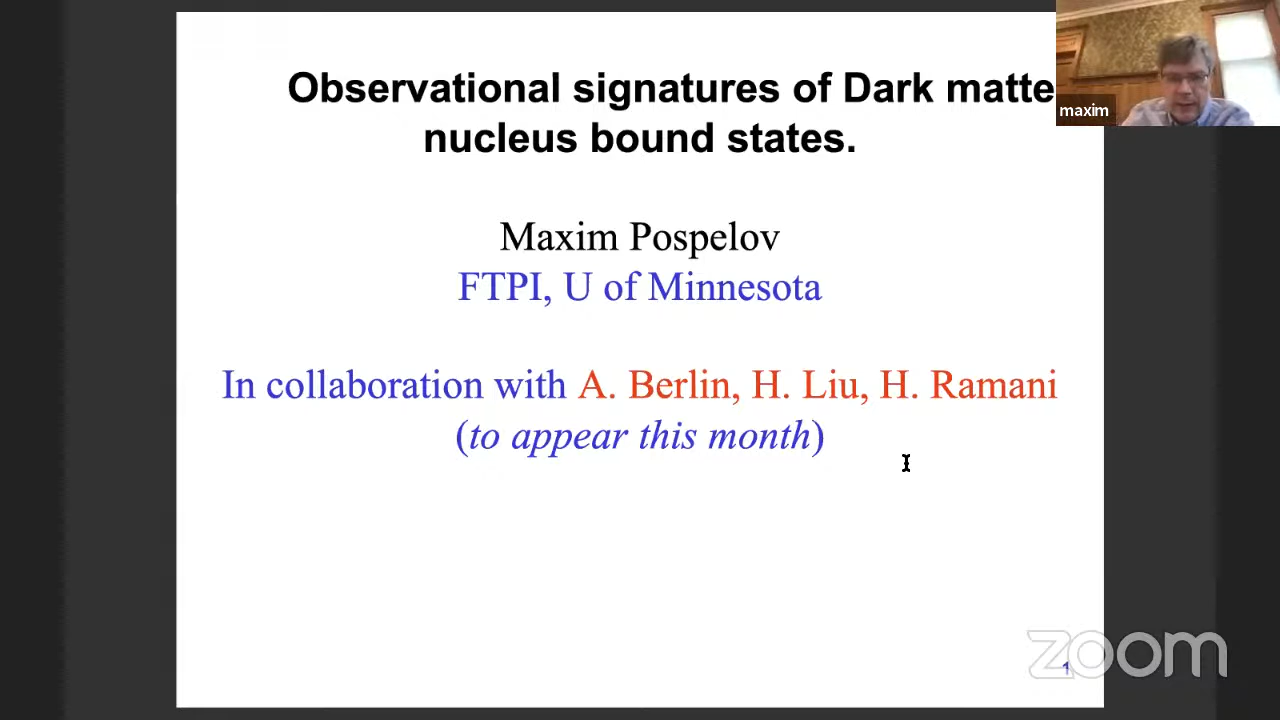 Observational signatures of Dark matte
nucleus bound states.
maxim
Maxim Pospelov
FTPI, U of Minnesota
In collaboration with A. Berlin, H. Liu, H. Ramani
(to appear this month)
zoom
1